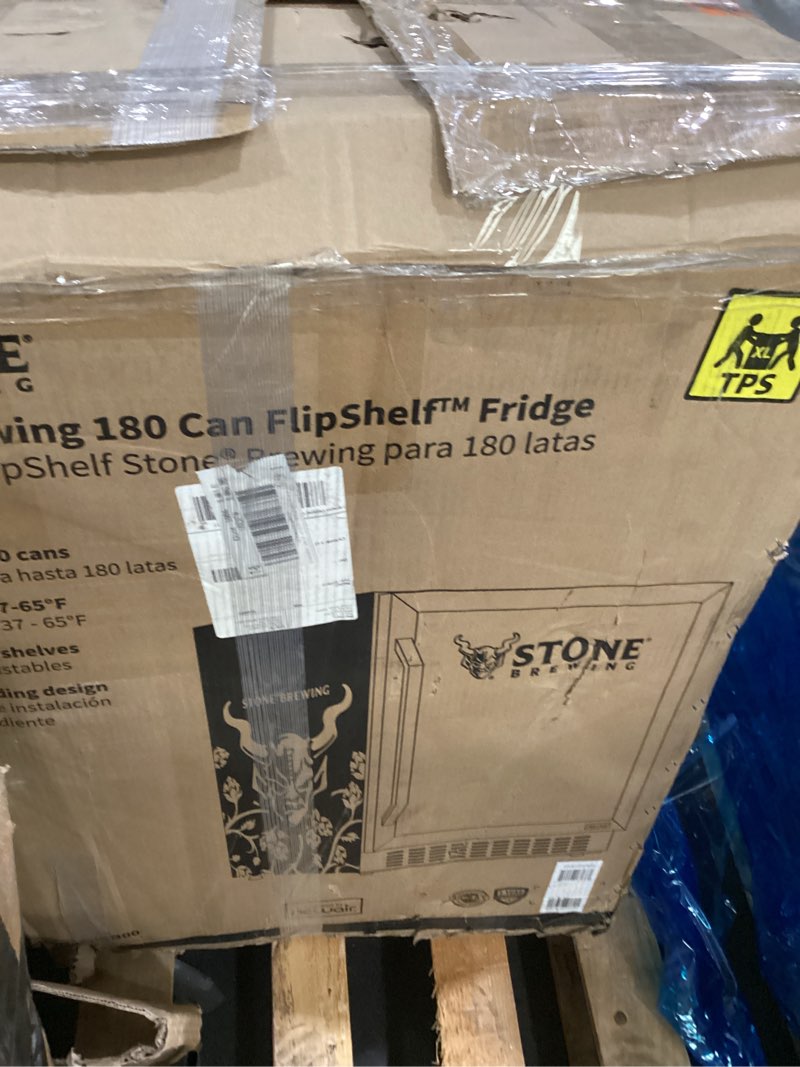 E®
G
wing 180 Can FlipShelf™ Fridge
pShelf Stone® Brewing para 180 latas
0 cans
a hasta 180 latas
7-65°F
37 - 65°F
shelves
stables
ding design
e instalación
diente
XL
TPS
STONE®
BREWING
STONE BREWING